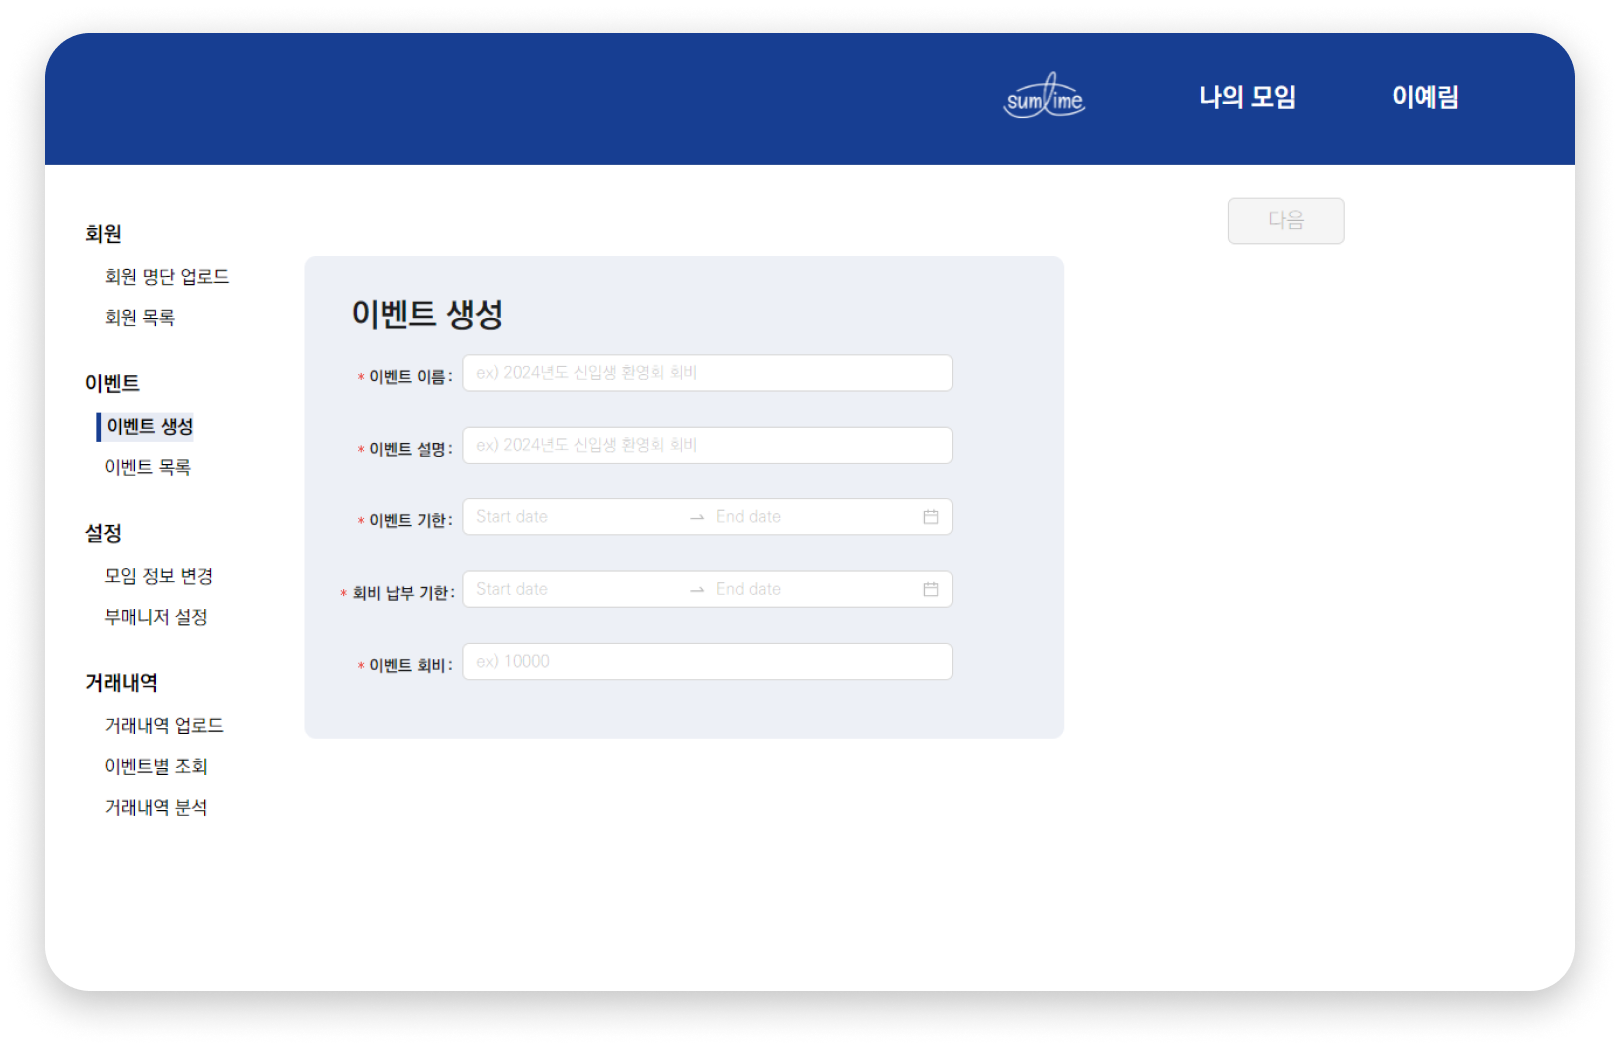 sumlime
나의 모임
이예림
다음
회원
회원 명단 업로드
회원 목록
이벤트
이벤트 생성
이벤트 목록
설정
모임 정보 변경
부매니저 설정
거래내역
거래내역 업로드
이벤트별 조회
거래내역 분석
이벤트 생성
* 이벤트 이름: ex) 2024년도 신입생 환영회 회비
* 이벤트 설명: ex) 2024년도 신입생 환영회 회비
* 이벤트 기한: Start date → End date
* 회비 납부 기한: Start date → End date
* 이벤트 회비: ex) 10000